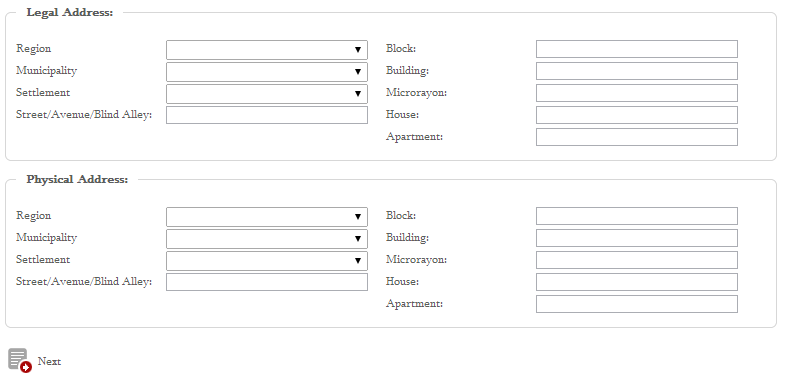 Legal Address:
Region
Block:
Municipality
Building:
Settlement
Microrayon:
Street/Avenue/Blind Alley:
House:
Apartment:
Physical Address:
Region
Block:
Municipality
Building:
Settlement
Microrayon:
Street/Avenue/Blind Alley:
House:
Apartment:
Next